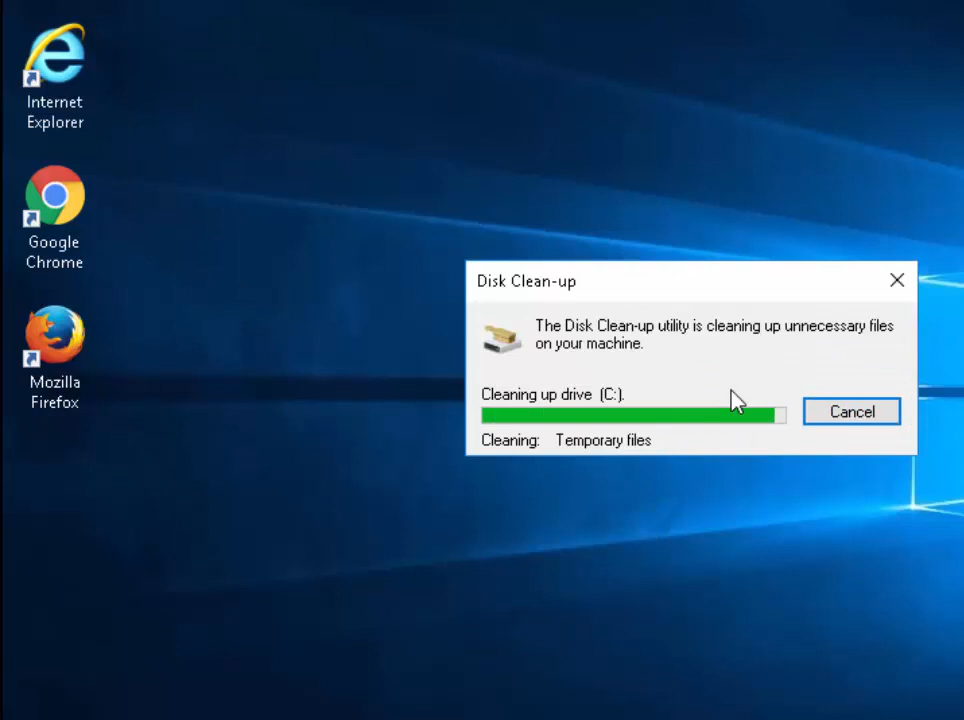 Internet
Explorer
Google
Chrome
Mozilla
Firefox
Disk Clean-up
The Disk Clean-up utility is cleaning up unnecessary files
on your machine.
Cleaning up drive (C:).
Cancel
Cleaning: Temporary files